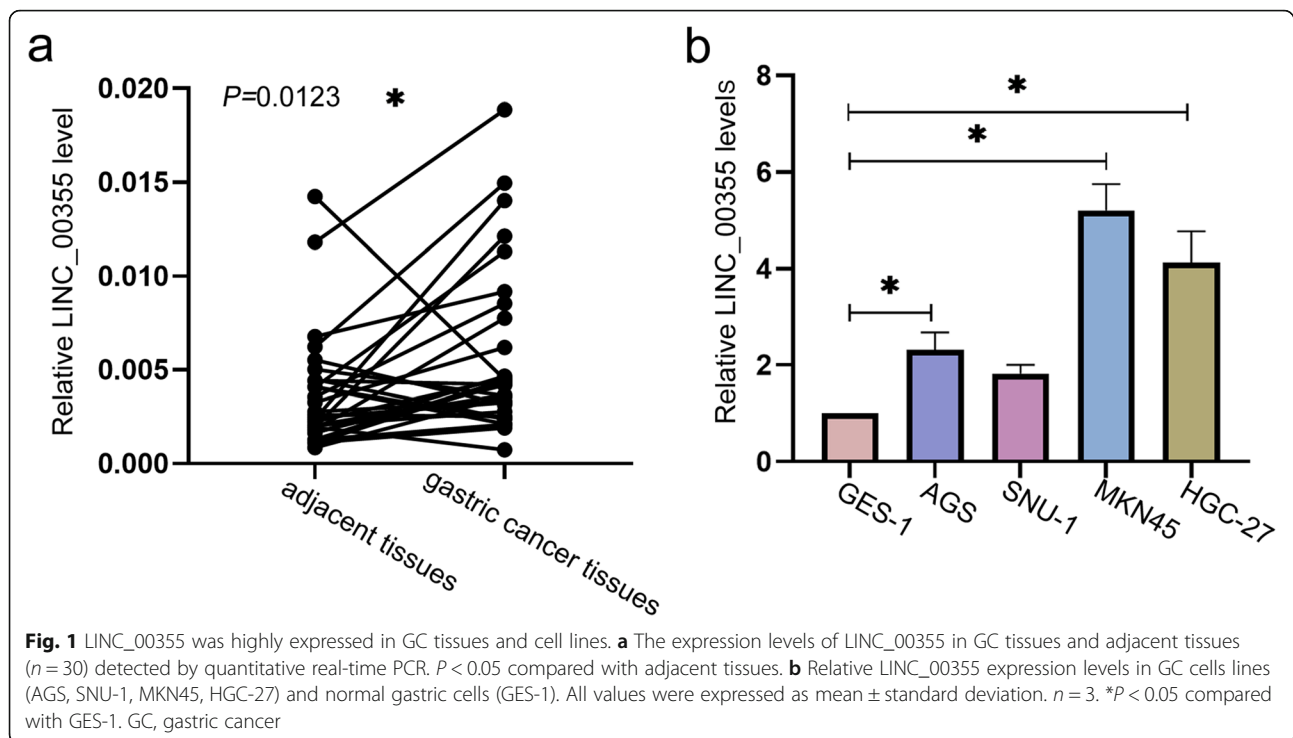 a
0.020
0.015
0.010
0.005
0.000
Relative LINC_00355 level
P=0.0123 *
adjacent tissues
gastric cancer tissues
b
8
6
4
2
0
Relative LINC_00355 levels
*
*
*
GES-1
AGS
SNU-1
MKN45
HGC-27
Fig. 1 LINC_00355 was highly expressed in GC tissues and cell lines. a The expression levels of LINC_00355 in GC tissues and adjacent tissues
(n = 30) detected by quantitative real-time PCR. P < 0.05 compared with adjacent tissues. b Relative LINC_00355 expression levels in GC cells lines
(AGS, SNU-1, MKN45, HGC-27) and normal gastric cells (GES-1). All values were expressed as mean ± standard deviation. n = 3. *P < 0.05 compared
with GES-1. GC, gastric cancer